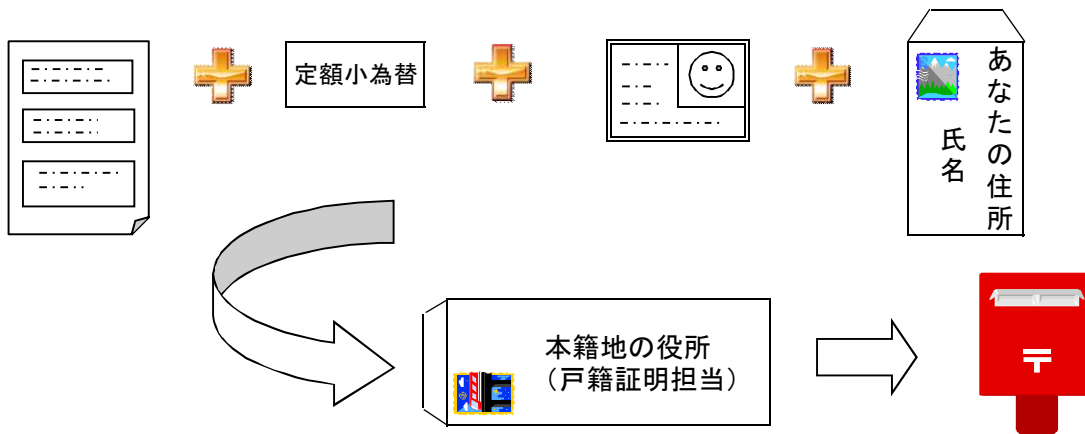 定額小為替
あなたの住所
氏名
本籍地の役所
（戸籍証明担当）
〒